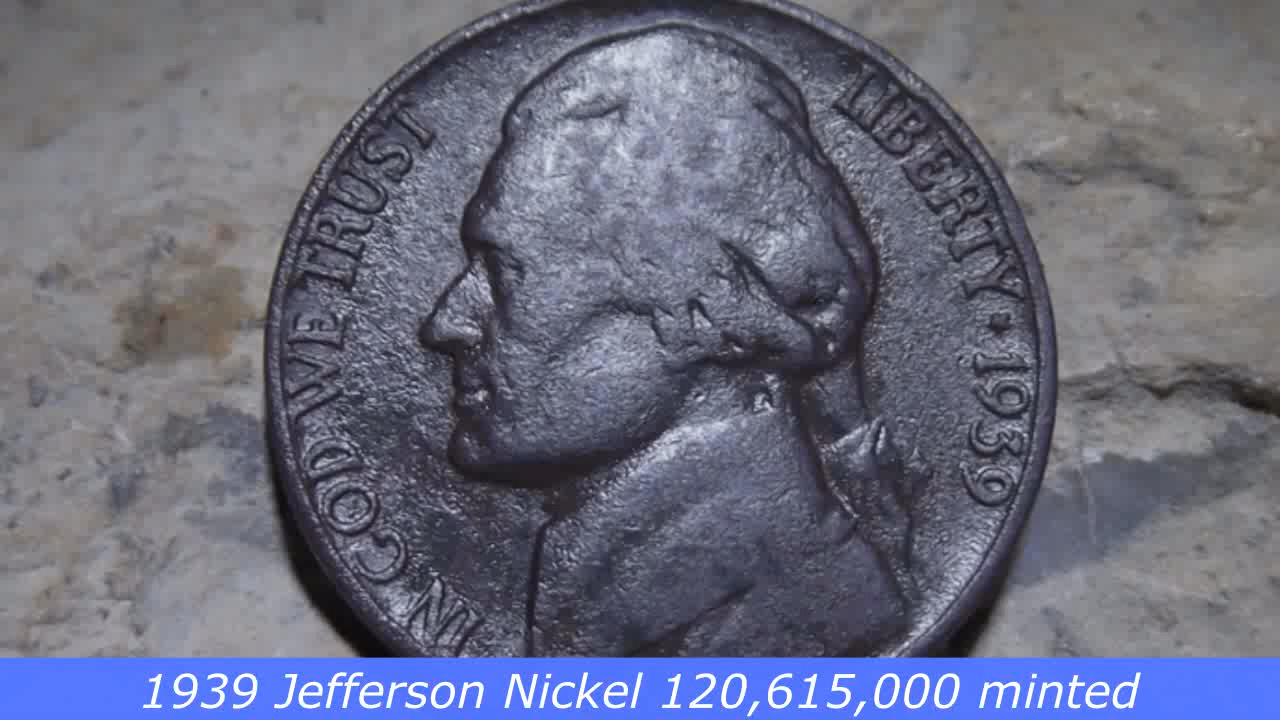 IN GOD WE TRUST
LIBERTY * 1939
1939 Jefferson Nickel 120,615,000 minted